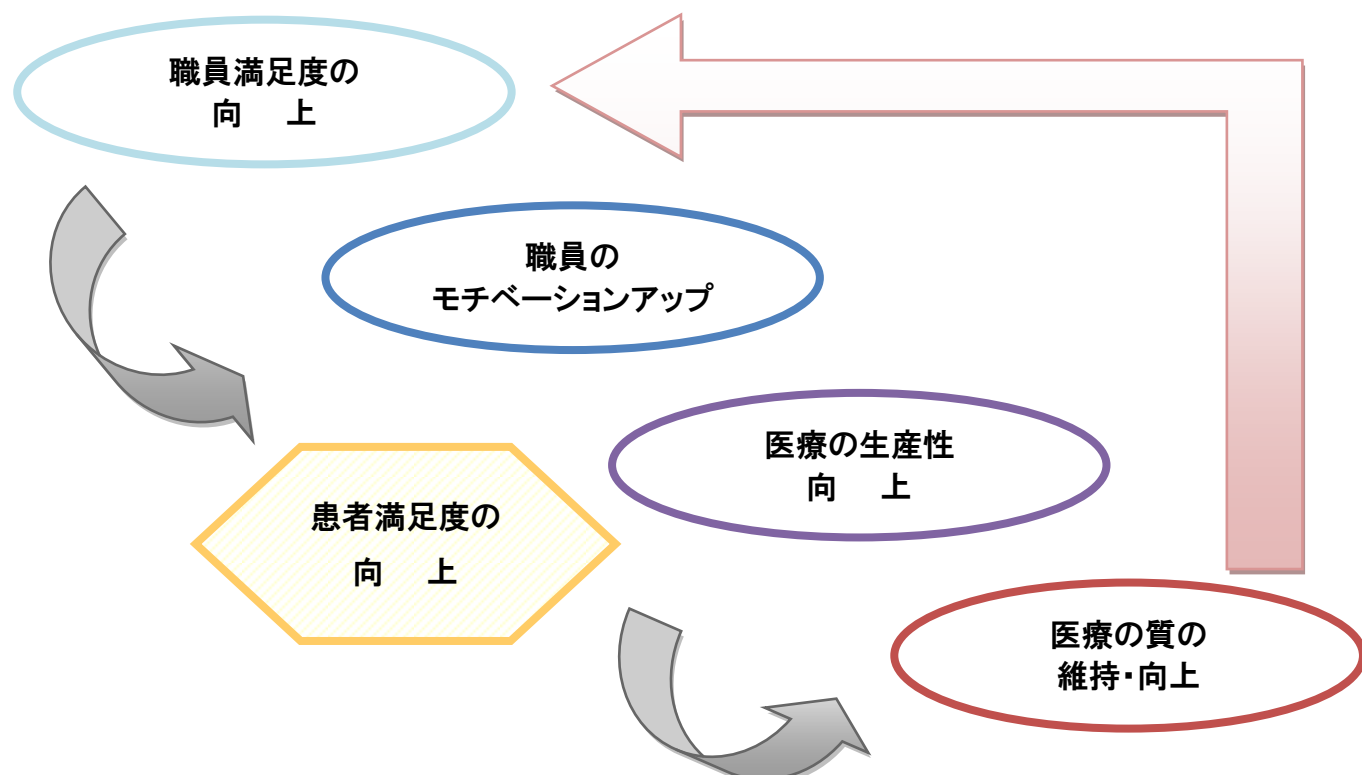 職員満足度の
向 上
職員の
モチベーションアップ
医療の生産性
向 上
患者満足度の
向 上
医療の質の
維持・向上